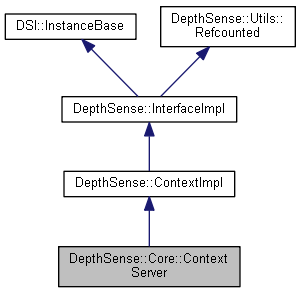 DSI::InstanceBase
DepthSense::Utils::
Refcounted
DepthSense::InterfaceImpl
DepthSense::ContextImpl
DepthSense::Core::Context
Server